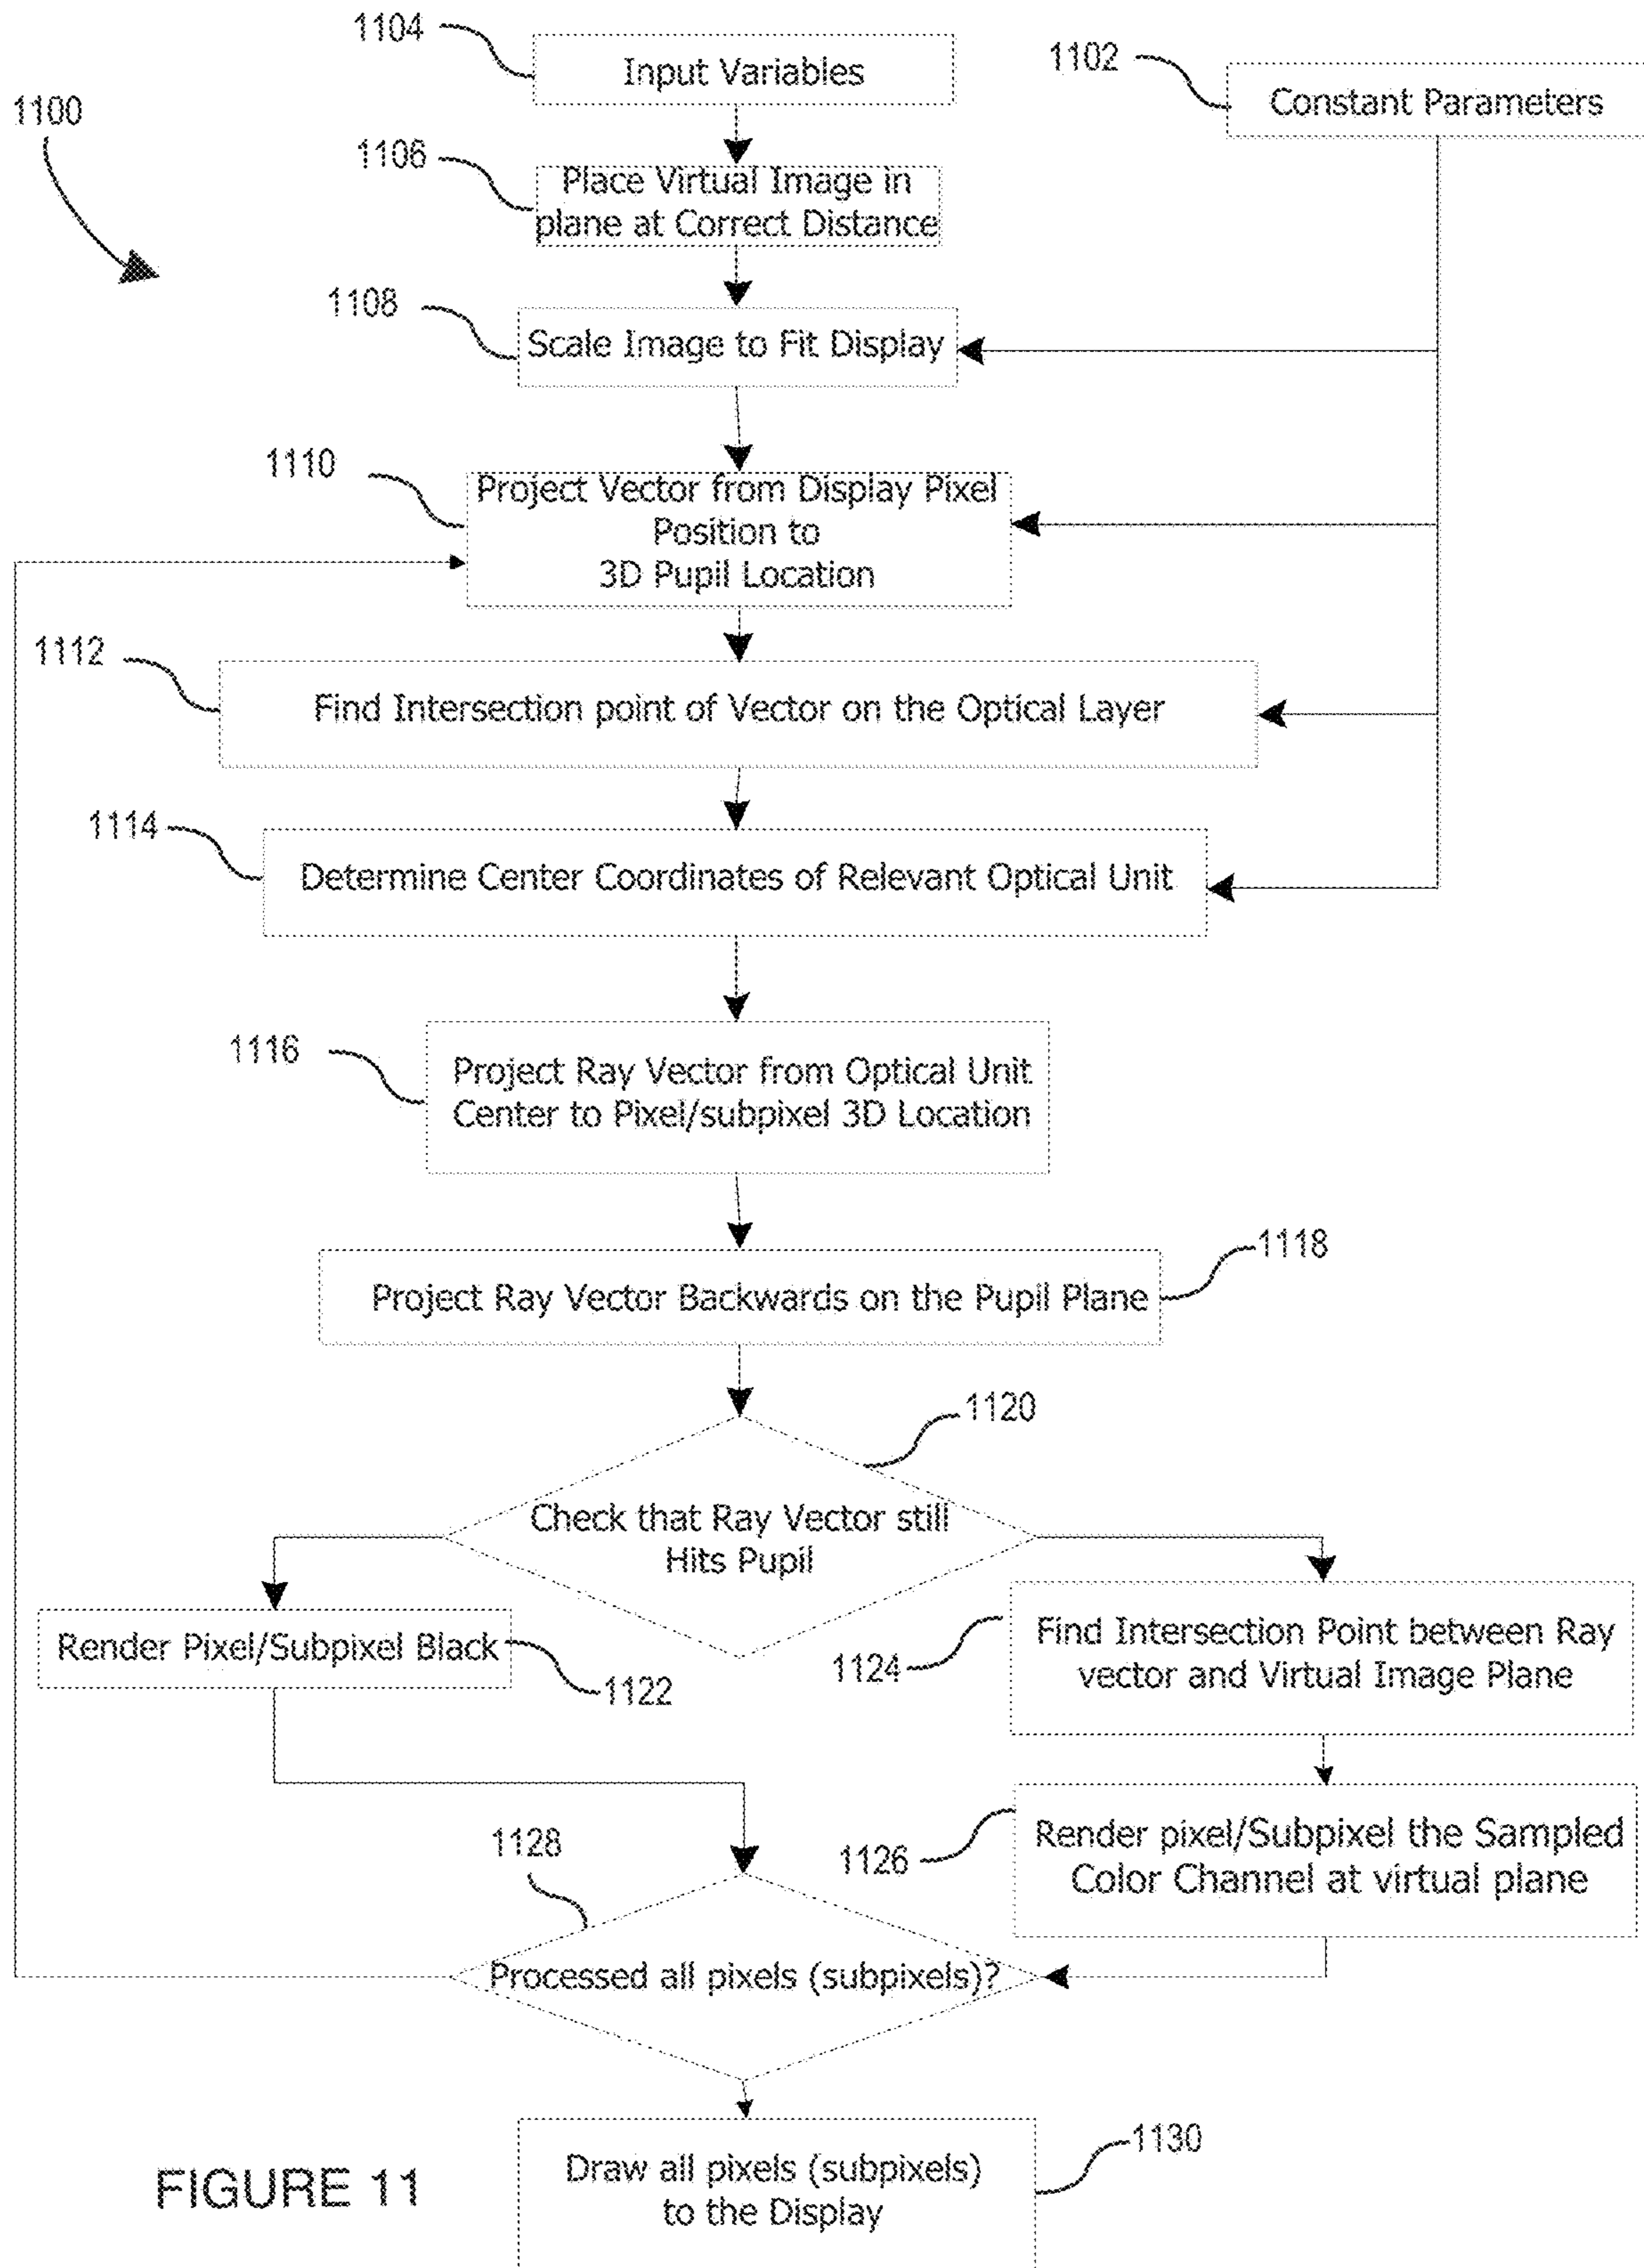 1104
Input Variables
1102
Constant Parameters
1100
1106
Place Virtual Image in
plane at Correct Distance
1108
Scale Image to Fit Display
1110
Project Vector from Display Pixel
Position to
3D Pupil Location
1112
Find Intersection point of Vector on the Optical Layer
1114
Determine Center Coordinates of Relevant Optical Unit
1116
Project Ray Vector from Optical Unit
Center to Pixel/subpixel 3D Location
1118
Project Ray Vector Backwards on the Pupil Plane
1120
Check that Ray Vector still
Hits Pupil
Render Pixel/Subpixel Black
1122
1124
Find Intersection Point between Ray
vector and Virtual Image Plane
1126
Render pixel/Subpixel the Sampled
Color Channel at virtual plane
1128
Processed all pixels (subpixels)?
1130
Draw all pixels (subpixels)
to the Display
FIGURE 11